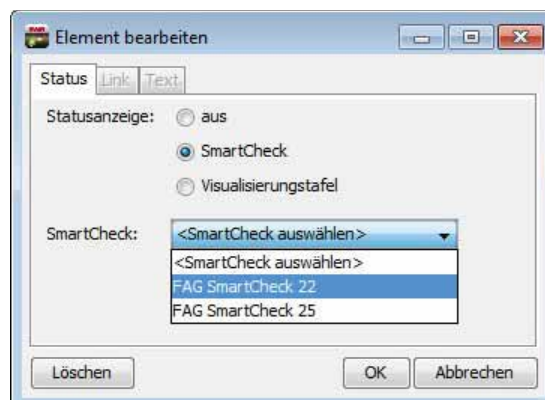 Element bearbeiten
Status Link Text
Statusanzeige: aus
SmartCheck
Visualisierungstafel
SmartCheck: <SmartCheck auswählen>
<SmartCheck auswählen>
FAG SmartCheck 22
FAG SmartCheck 25
Löschen OK Abbrechen